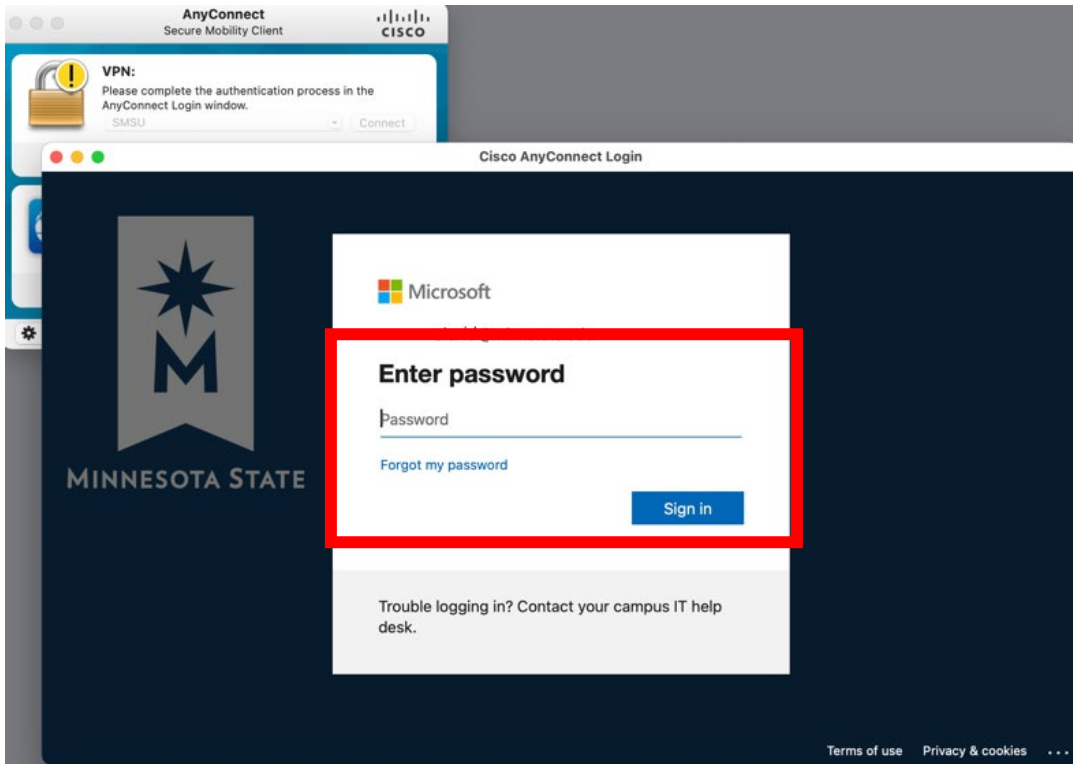 AnyConnect
Secure Mobility Client
CISCO
VPN:
Please complete the authentication process in the
AnyConnect Login window.
SMSU
Connect
Cisco AnyConnect Login
M
MINNESOTA STATE
Microsoft
Enter password
Password
Forgot my password
Sign in
Trouble logging in? Contact your campus IT help
desk.
Terms of use Privacy & cookies ...